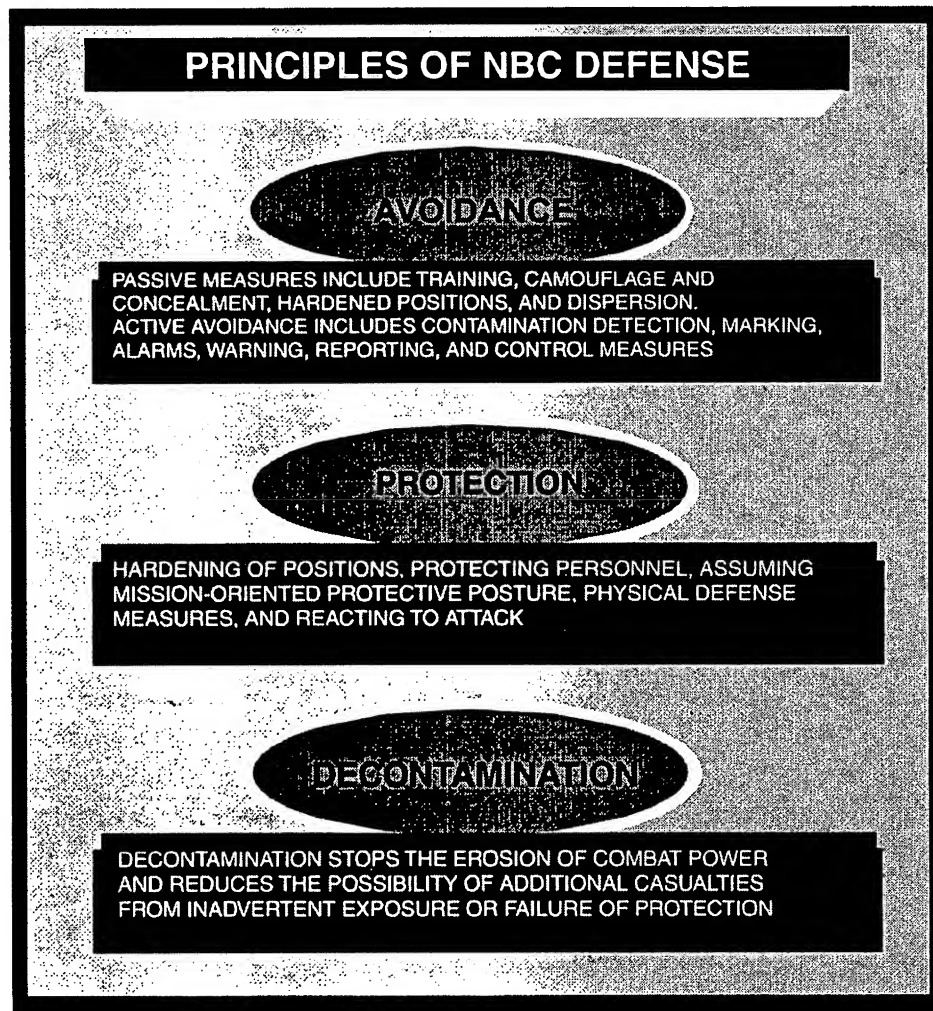 PRINCIPLES OF NBC DEFENSE
AVOIDANCE
PASSIVE MEASURES INCLUDE TRAINING, CAMOUFLAGE AND
CONCEALMENT, HARDENED POSITIONS, AND DISPERSION.
ACTIVE AVOIDANCE INCLUDES CONTAMINATION DETECTION, MARKING,
ALARMS, WARNING, REPORTING, AND CONTROL MEASURES
PROTECTION
HARDENING OF POSITIONS, PROTECTING PERSONNEL, ASSUMING
MISSION-ORIENTED PROTECTIVE POSTURE, PHYSICAL DEFENSE
MEASURES, AND REACTING TO ATTACK
DECONTAMINATION
DECONTAMINATION STOPS THE EROSION OF COMBAT POWER
AND REDUCES THE POSSIBILITY OF ADDITIONAL CASUALTIES
FROM INADVERTENT EXPOSURE OR FAILURE OF PROTECTION